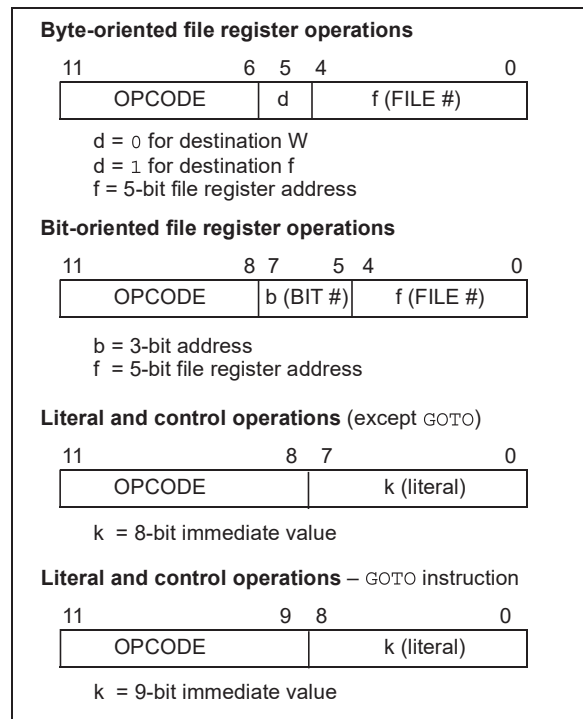 Byte-oriented file register operations
11 6 5 4 0
OPCODE d f (FILE #)
d = 0 for destination W
d = 1 for destination f
f = 5-bit file register address
Bit-oriented file register operations
11 8 7 5 4 0
OPCODE b (BIT #) f (FILE #)
b = 3-bit address
f = 5-bit file register address
Literal and control operations (except GOTO)
11 8 7 0
OPCODE k (literal)
k = 8-bit immediate value
Literal and control operations – GOTO instruction
11 9 8 0
OPCODE k (literal)
k = 9-bit immediate value